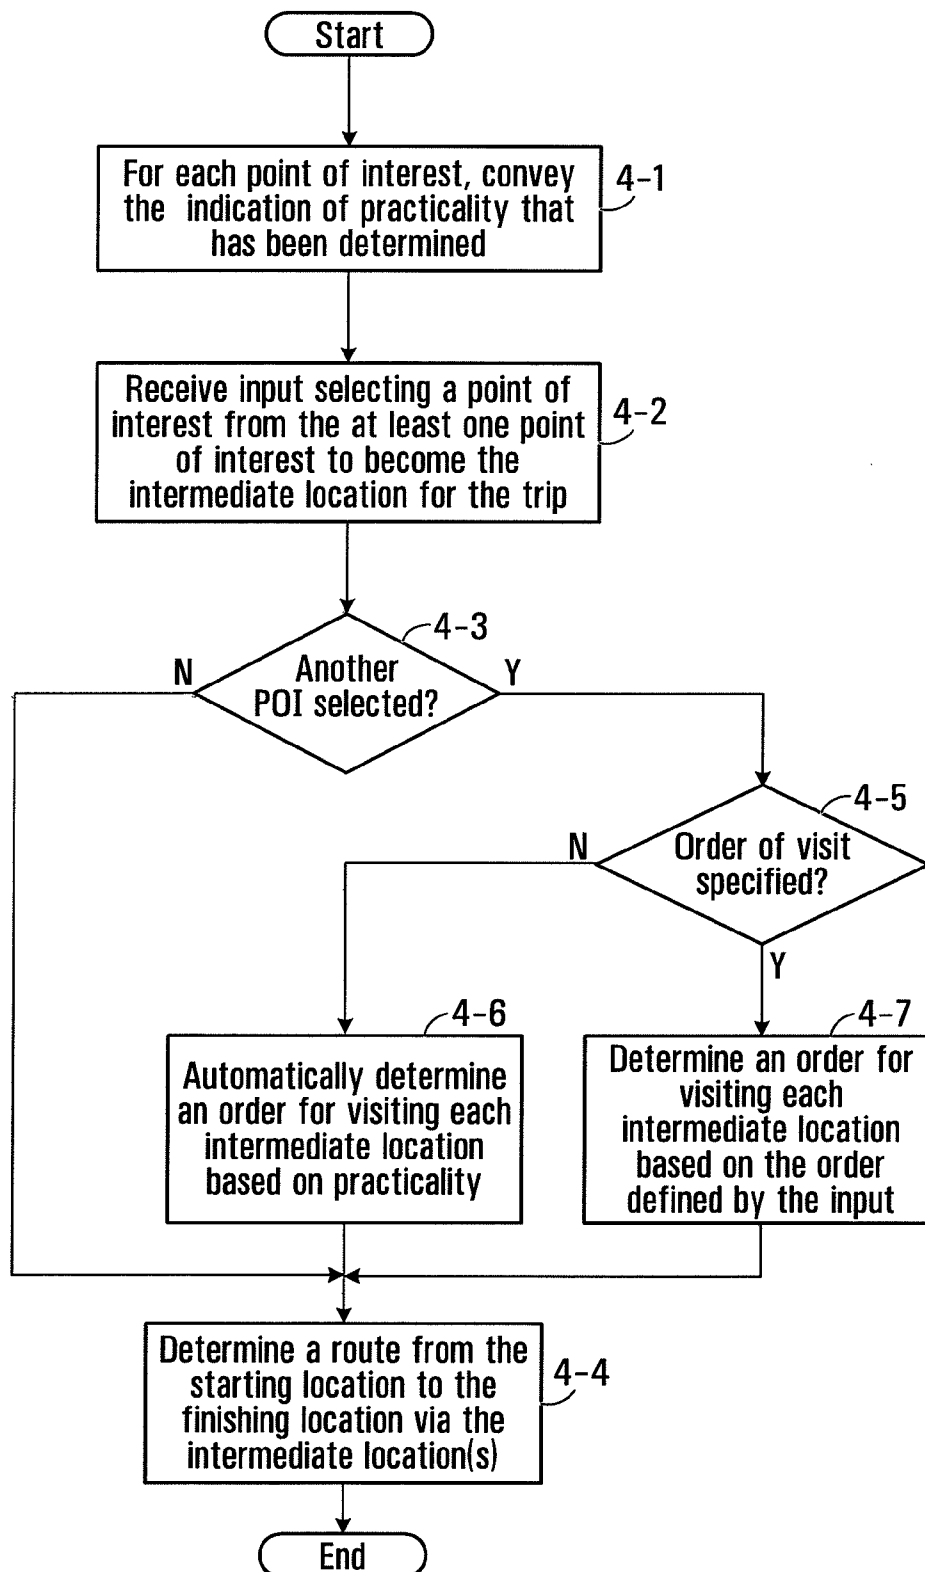 Start
For each point of interest, convey
the indication of practicality that
has been determined
4-1
Receive input selecting a point of
interest from the at least one point
of interest to become the
intermediate location for the trip
4-2
4-3
Another
POI selected?
N
Y
4-5
Order of visit
specified?
N
Y
4-6
Automatically determine
an order for visiting each
intermediate location
based on practicality
4-7
Determine an order for
visiting each
intermediate location
based on the order
defined by the input
Determine a route from the
starting location to the
finishing location via the
intermediate location(s)
4-4
End